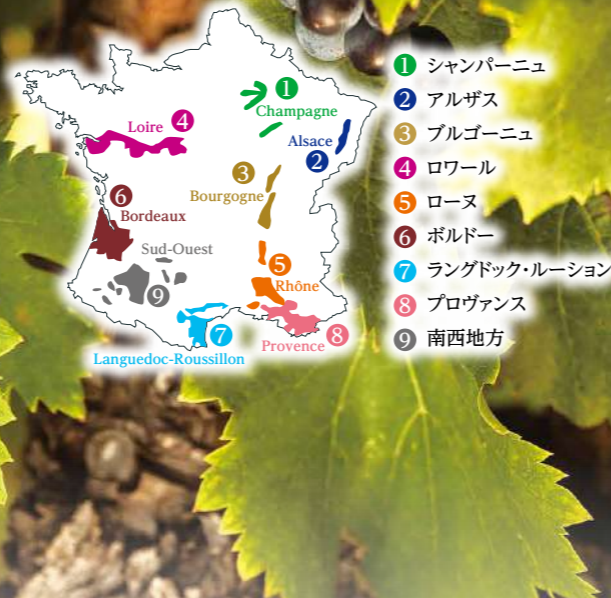 1 Champagne
Loire 4
Alsace
2
3
Bourgogne
6
Bordeaux
Sud-Ouest
5
Rhône
9
7
Languedoc-Roussillon
Provence 8
1 シャンパーニュ
2 アルザス
3 ブルゴーニュ
4 ロワール
5 ローヌ
6 ボルドー
7 ラングドック・ルーション
8 プロヴァンス
9 南西地方